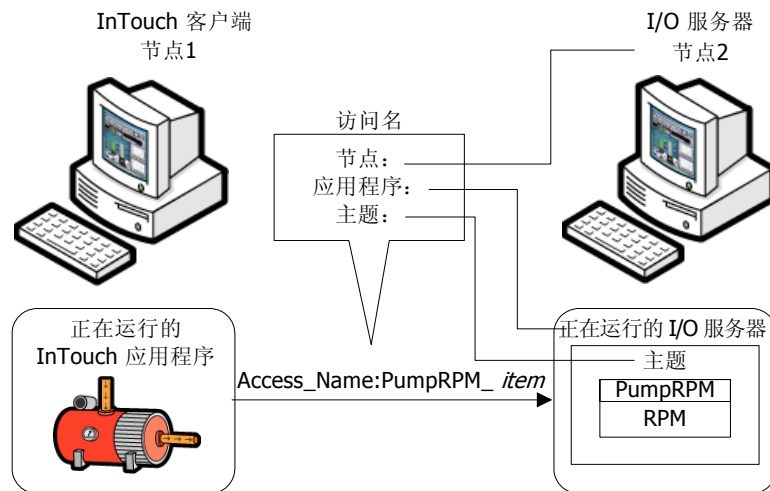 InTouch 客户端
节点1
I/O 服务器
节点2
访问名
节点：
应用程序：
主题：
正在运行的
InTouch 应用程序
Access_Name:PumpRPM_ item
正在运行的 I/O 服务器
主题
PumpRPM
RPM